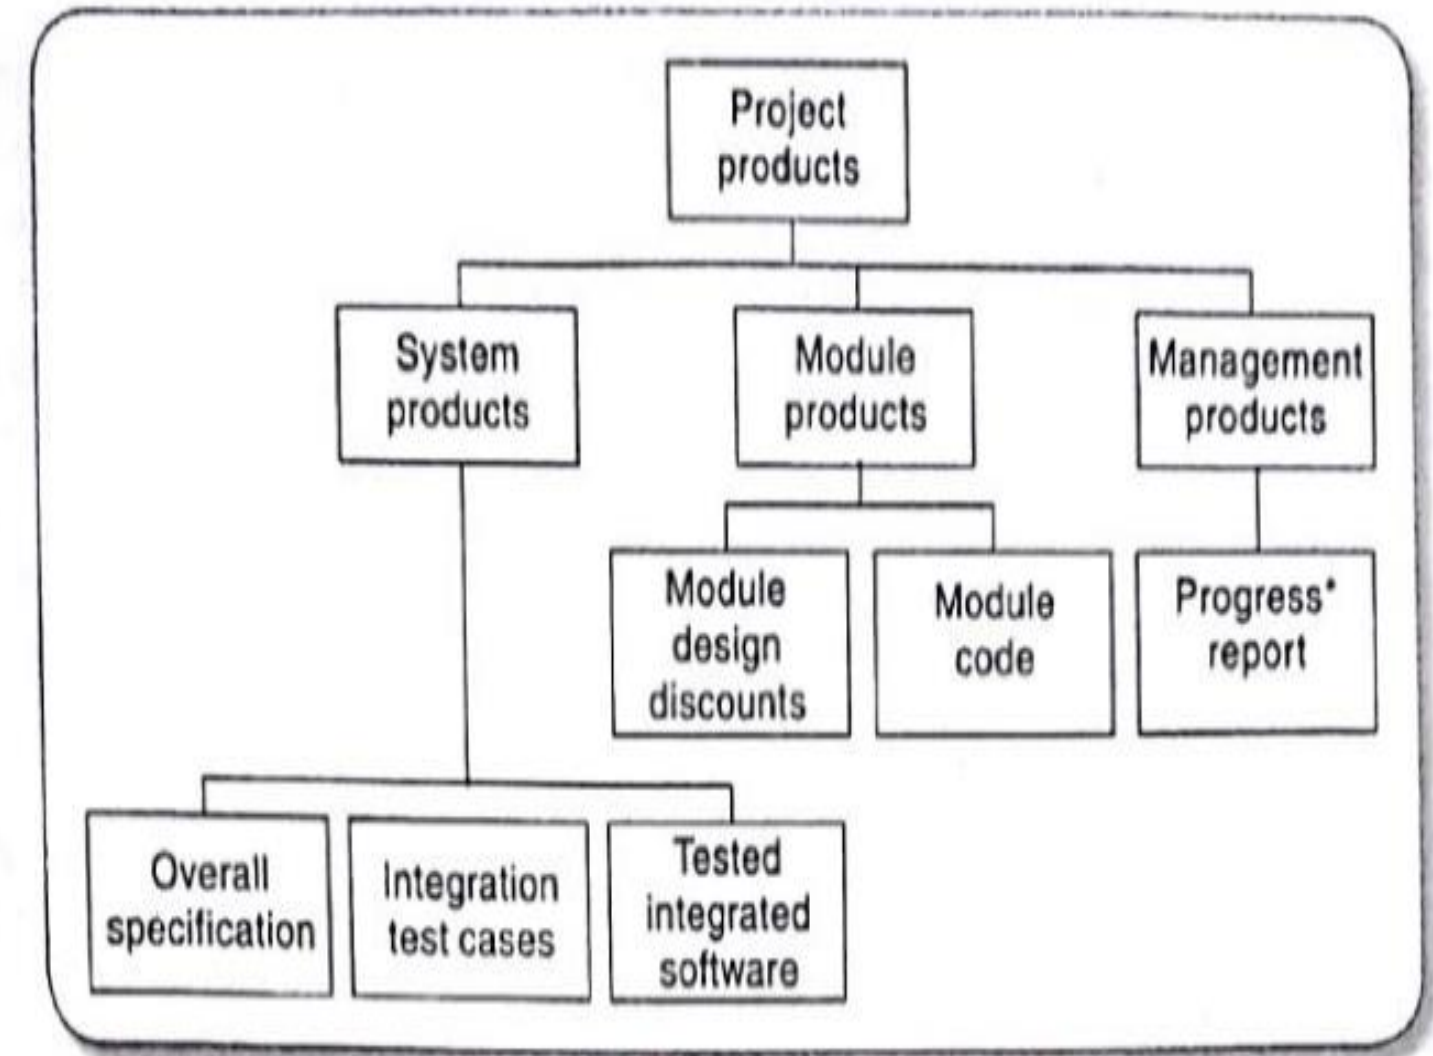 Project
products
System
products
Module
products
Management
products
Module
design
discounts
Module
code
Progress*
report
Overall
specification
Integration
test cases
Tested
integrated
software